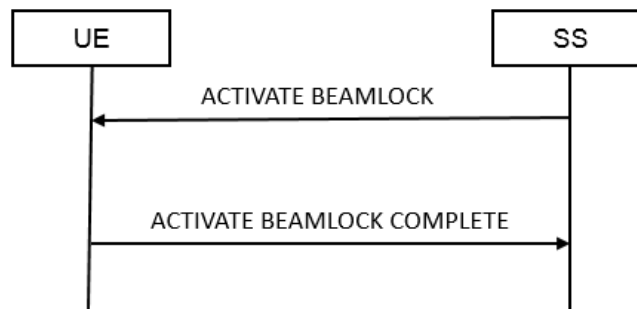 UE
SS
ACTIVATE BEAMLOCK
ACTIVATE BEAMLOCK COMPLETE